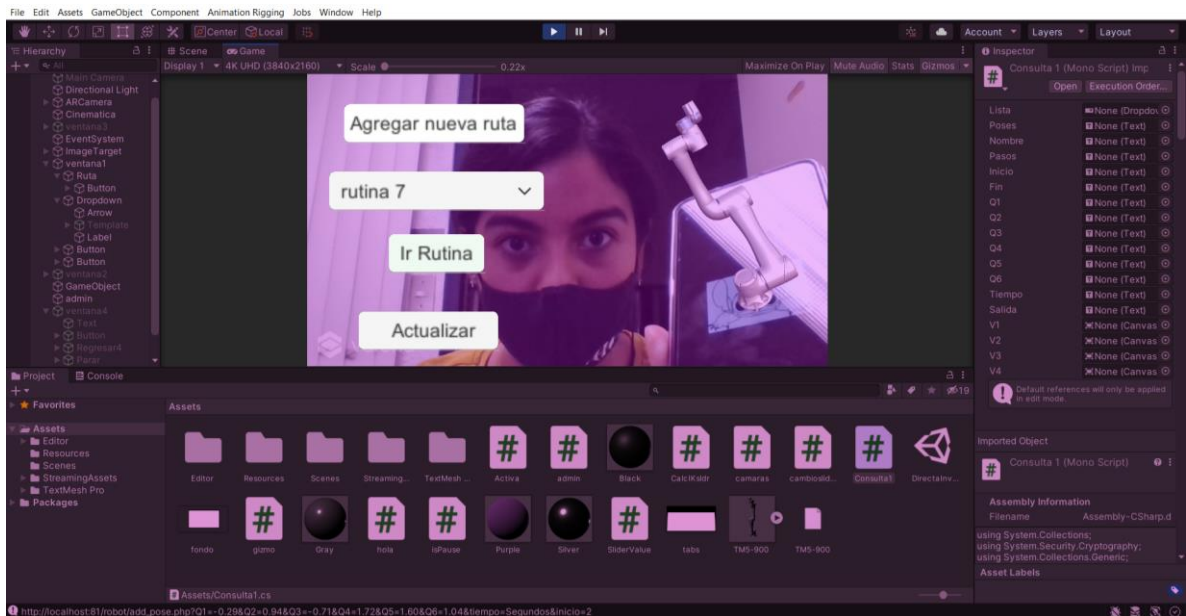 File Edit Assets GameObject Component Animation Rigging Jobs Window Help
Center Local
Account Layers Layout
Hierarchy
Scene Game
Inspector
All
Display 1 4K UHD (3840x2160) Scale 0.22x Maximize On Play Mute Audio Stats Gizmos
Main Camera
Directional Light
ARCamera
Cinematica
ventana3
EventSystem
ImageTarget
ventana1
Ruta
Button
Dropdown
Arrow
Template
Label
Button
Button
ventana2
GameObject
admin
ventana4
Text
Button
Regresar4
Parar
Agregar nueva ruta
rutina 7
Ir Rutina
Actualizar
Consulta 1 (Mono Script) Imp
Open Execution Order...
Lista None (Dropdov
Poses None (Text)
Nombre None (Text)
Pasos None (Text)
Inicio None (Text)
Fin None (Text)
Q1 None (Text)
Q2 None (Text)
Q3 None (Text)
Q4 None (Text)
Q5 None (Text)
Q6 None (Text)
Tiempo None (Text)
Salida None (Text)
V1 None (Canvas
V2 None (Canvas
V3 None (Canvas
V4 None (Canvas
Default references will only be applied
in edit mode.
Imported Object
Consulta 1 (Mono Script)
Assembly Information
Filename Assembly-CSharp.d
using System.Collections;
using System.Security.Cryptography;
using System.Collections.Generic;
Asset Labels
Project Console
19
Favorites
Assets
Editor
Resources
Scenes
StreamingAssets
TextMesh Pro
Packages
Assets
Editor Resources Scenes Streaming... TextMesh ... Activa admin Black CalcIKsldr camaras cambioslid... Consulta1 DirectaInv...
fondo gizmo Gray hola isPause Purple Silver SliderValue tabs TM5-900 TM5-900
Assets/Consulta1.cs
http://localhost:81/robot/add_pose.php?Q1=-0.29&Q2=0.94&Q3=-0.71&Q4=1.72&Q5=1.60&Q6=1.04&tiempo=Segundos&inicio=2